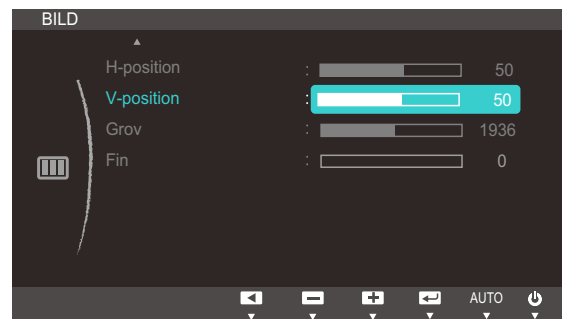 BILD
H-position : 50
V-position : 50
Grov : 1936
Fin : 0
AUTO